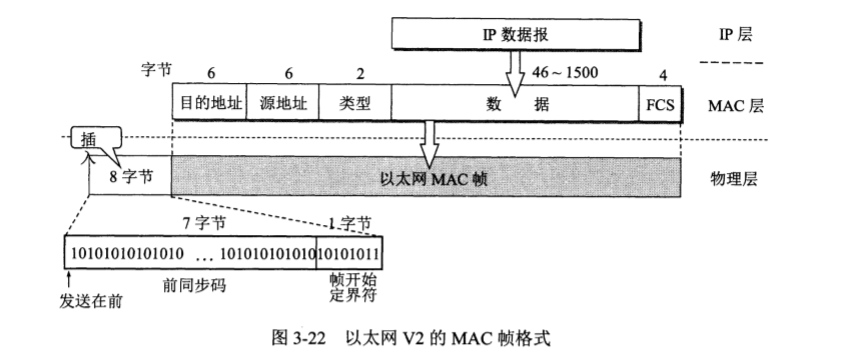 IP 数据报
IP 层
字节
6
6
2
46～1500
4
目的地址
源地址
类型
数 据
FCS
MAC 层
插入
8 字节
以太网 MAC 帧
物理层
7 字节
1 字节
10101010101010 … 101010101010
10101011
发送在前
前同步码
帧开始
定界符
图 3-22 以太网 V2 的 MAC 帧格式